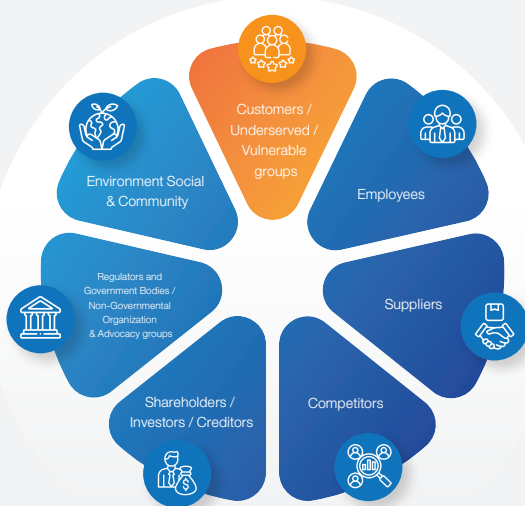 Customers /
Underserved /
Vulnerable
groups
Employees
Suppliers
Competitors
Shareholders /
Investors / Creditors
Regulators and
Government Bodies /
Non-Governmental
Organization
& Advocacy groups
Environment Social
& Community
$